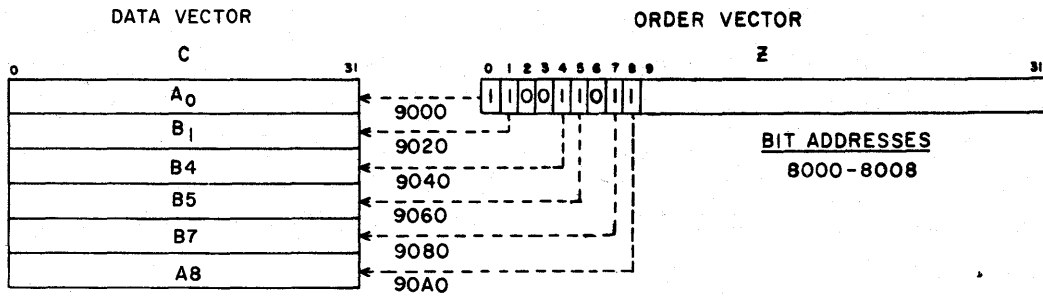 DATA VECTOR
ORDER VECTOR
C
Z
0 31
0 1 2 3 4 5 6 7 8 9 31
A0
1 1 0 0 1 1 0 1 1
9000
B1
9020
BIT ADDRESSES
B4
9040
8000-8008
B5
9060
B7
9080
A8
90A0